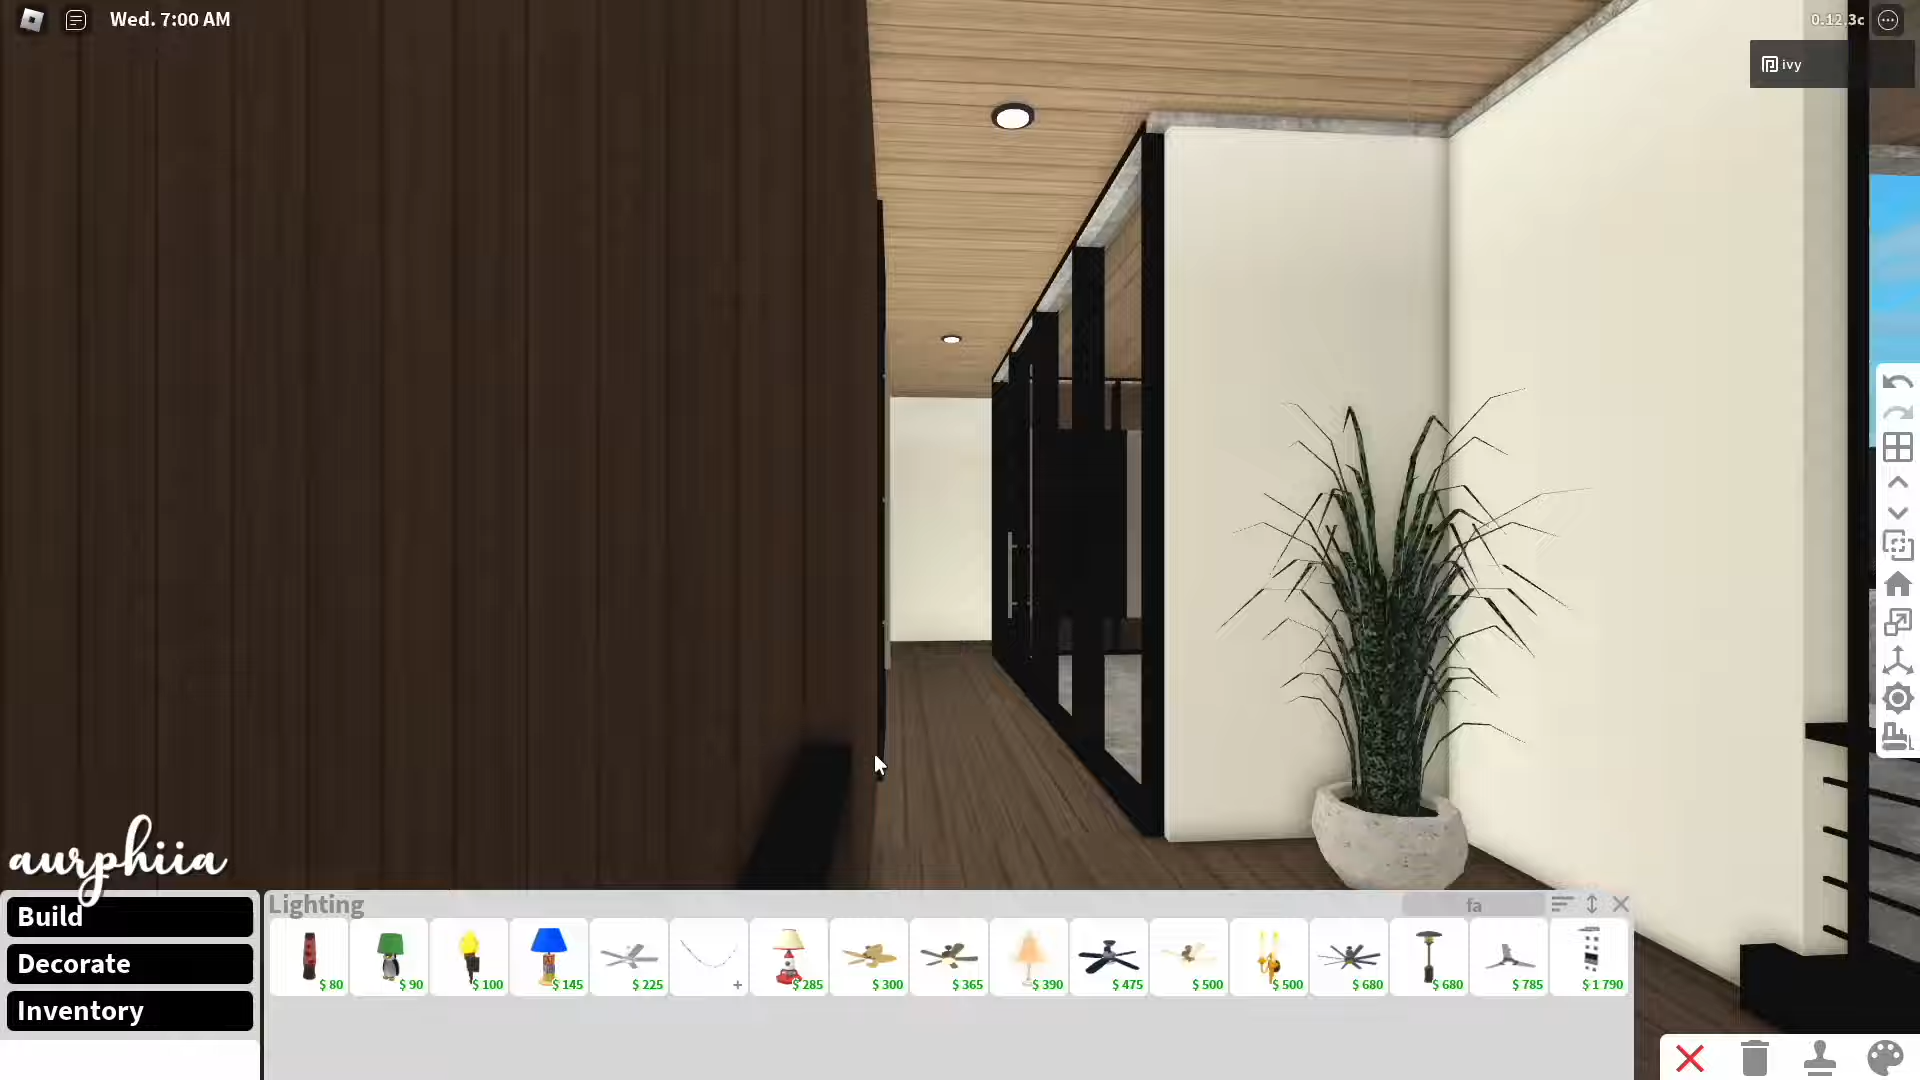 Wed. 7:00 AM
0.12.3c
ivy
aurphiia
Build
Decorate
Inventory
Lighting
fa
$ 80
$ 90
$ 100
$ 145
$ 225
+
$ 285
$ 300
$ 365
$ 390
$ 475
$ 500
$ 500
$ 680
$ 680
$ 785
$ 1 790